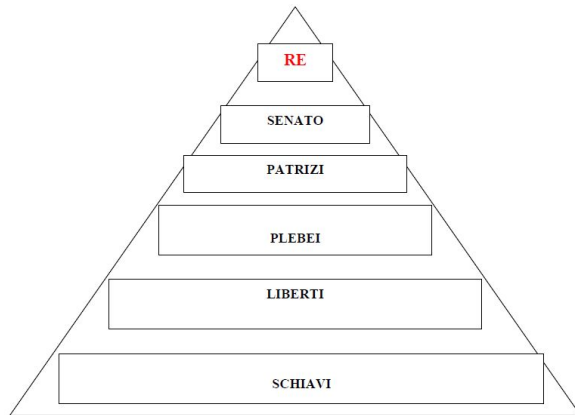 RE
SENATO
PATRIZI
PLEBEI
LIBERTI
SCHIAVI